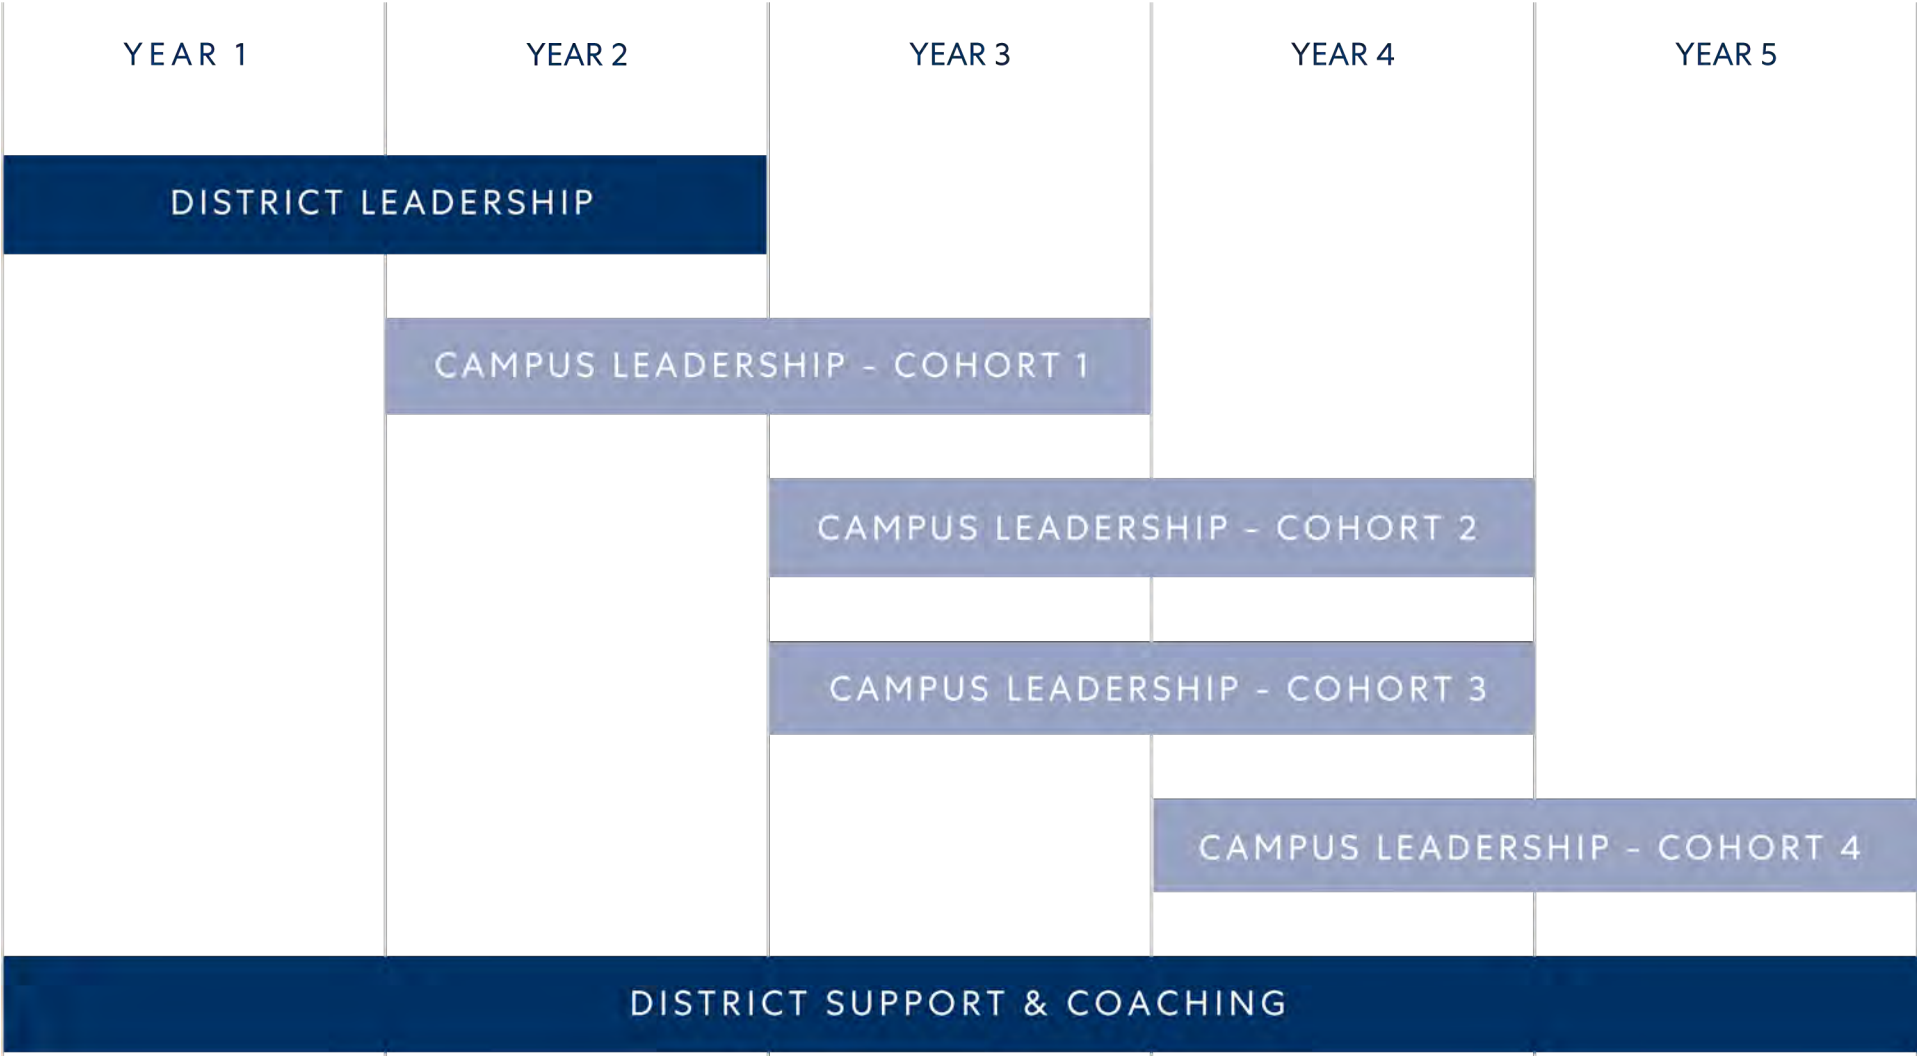 YEAR 1
YEAR 2
YEAR 3
YEAR 4
YEAR 5
DISTRICT LEADERSHIP
CAMPUS LEADERSHIP - COHORT 1
CAMPUS LEADERSHIP - COHORT 2
CAMPUS LEADERSHIP - COHORT 3
CAMPUS LEADERSHIP - COHORT 4
DISTRICT SUPPORT & COACHING